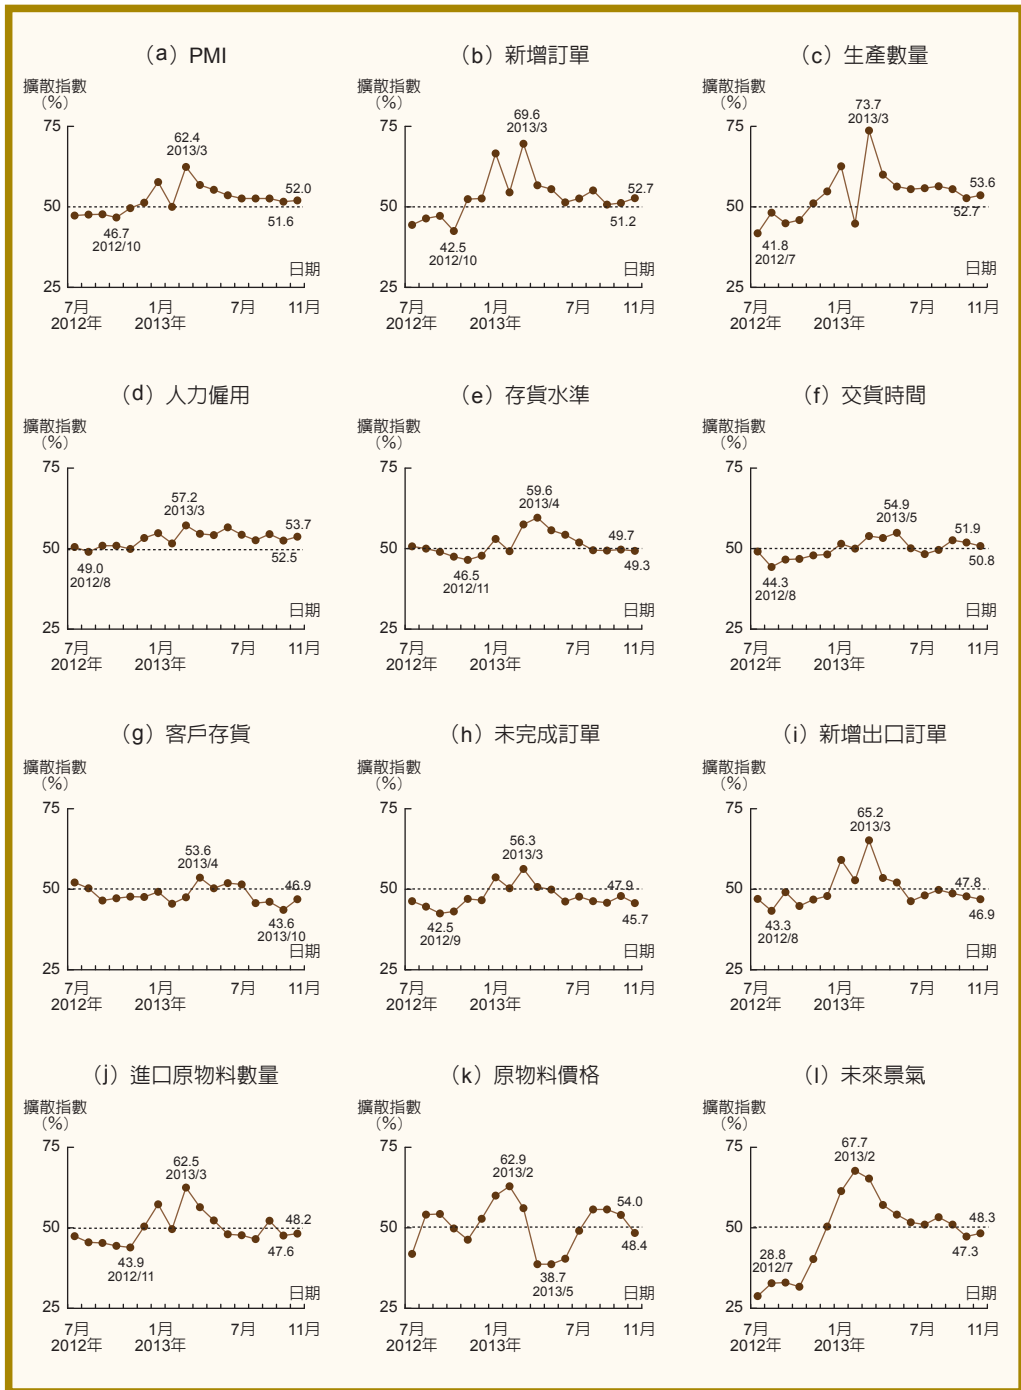 （a）PMI
擴散指數
（%）
75
62.4
2013/3
52.0
50
51.6
46.7
2012/10
日期
25
7月
1月
7月
11月
2012年
2013年
（b）新增訂單
擴散指數
（%）
75
69.6
2013/3
52.7
50
51.2
42.5
2012/10
日期
25
7月
1月
7月
11月
2012年
2013年
（c）生產數量
擴散指數
（%）
73.7
2013/3
75
53.6
50
52.7
41.8
2012/7
日期
25
7月
1月
7月
11月
2012年
2013年
（d）人力僱用
擴散指數
（%）
75
57.2
2013/3
53.7
50
52.5
49.0
2012/8
日期
25
7月
1月
7月
11月
2012年
2013年
（e）存貨水準
擴散指數
（%）
75
59.6
2013/4
49.7
50
49.3
46.5
2012/11
日期
25
7月
1月
7月
11月
2012年
2013年
（f）交貨時間
擴散指數
（%）
75
54.9
2013/5
51.9
50
50.8
44.3
2012/8
日期
25
7月
1月
7月
11月
2012年
2013年
（g）客戶存貨
擴散指數
（%）
75
53.6
2013/4
50
46.9
43.6
2013/10
日期
25
7月
1月
7月
11月
2012年
2013年
（h）未完成訂單
擴散指數
（%）
75
56.3
2013/3
50
47.9
45.7
42.5
2012/9
日期
25
7月
1月
7月
11月
2012年
2013年
（i）新增出口訂單
擴散指數
（%）
75
65.2
2013/3
50
47.8
46.9
43.3
2012/8
日期
25
7月
1月
7月
11月
2012年
2013年
（j）進口原物料數量
擴散指數
（%）
75
62.5
2013/3
48.2
50
47.6
43.9
2012/11
日期
25
7月
1月
7月
11月
2012年
2013年
（k）原物料價格
擴散指數
（%）
75
62.9
2013/2
54.0
50
48.4
38.7
2013/5
日期
25
7月
1月
7月
11月
2012年
2013年
（l）未來景氣
擴散指數
（%）
75
67.7
2013/2
48.3
50
47.3
28.8
2012/7
日期
25
7月
1月
7月
11月
2012年
2013年